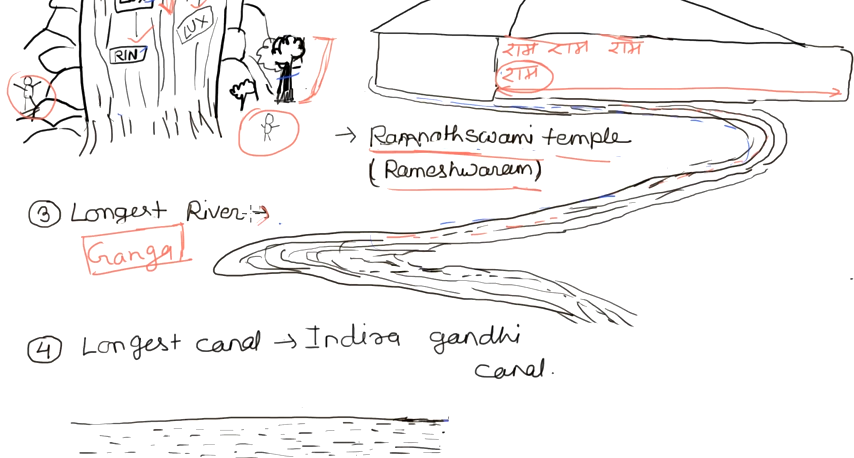 LUX
RIN
राम राम राम
राम
→ Ramnathswami temple
(Rameshwaram)
③ Longest River :→
Ganga
④ Longest canal → Indira gandhi
canal.